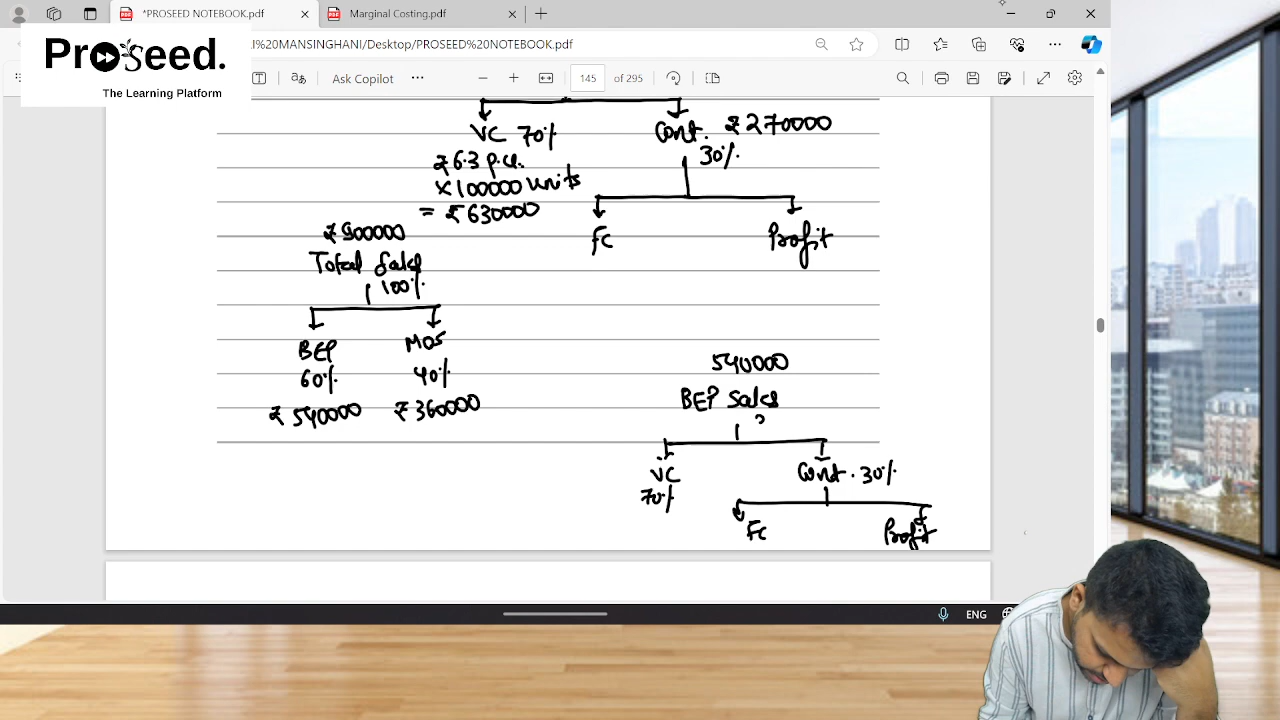 *PROSEED NOTEBOOK.pdf
Marginal Costing.pdf
Proseed.
The Learning Platform
J%20MANSINGHANI/Desktop/PROSEED%20NOTEBOOK.pdf
Ask Copilot
145 of 295
VC 70%
Cont. ₹270000
30%
₹6.3 p.u.
×100000 units
= ₹630000
FC
Profit
₹900000
Total Sales
100%
BEP
MOS
60%
40%
₹540000
₹360000
540000
BEP Sales
?
VC
Cont. 30%
70%
FC
Profit
ENG